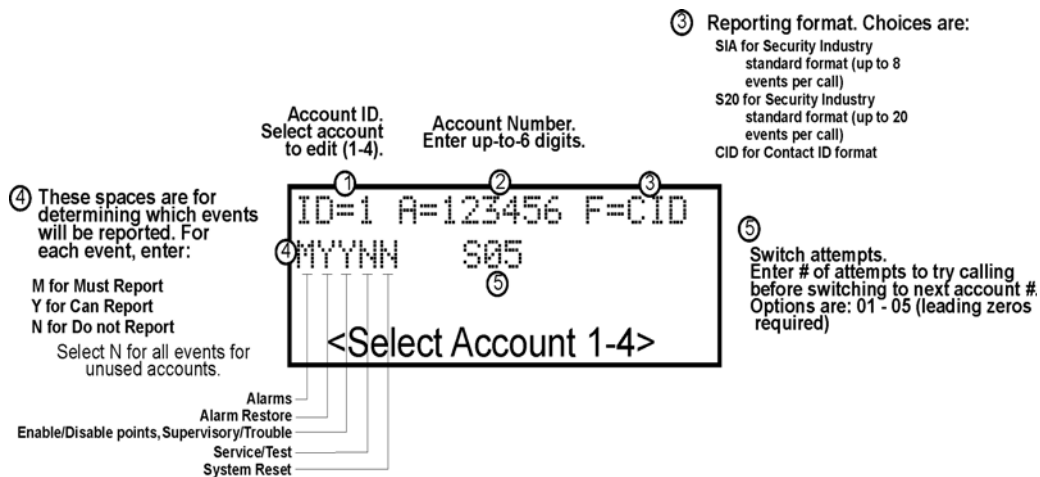 ③ Reporting format. Choices are:
SIA for Security Industry
standard format (up to 8
events per call)
S20 for Security Industry
standard format (up to 20
events per call)
CID for Contact ID format
Account ID.
Select account
to edit (1-4).
Account Number.
Enter up-to-6 digits.
④ These spaces are for
determining which events
will be reported. For
each event, enter:
M for Must Report
Y for Can Report
N for Do not Report
Select N for all events for
unused accounts.
① ② ③
ID=1 A=123456 F=CID
④ MYYNN S05
⑤
<Select Account 1-4>
⑤
Switch attempts.
Enter # of attempts to try calling
before switching to next account #.
Options are: 01 - 05 (leading zeros
required)
Alarms
Alarm Restore
Enable/Disable points,Supervisory/Trouble
Service/Test
System Reset